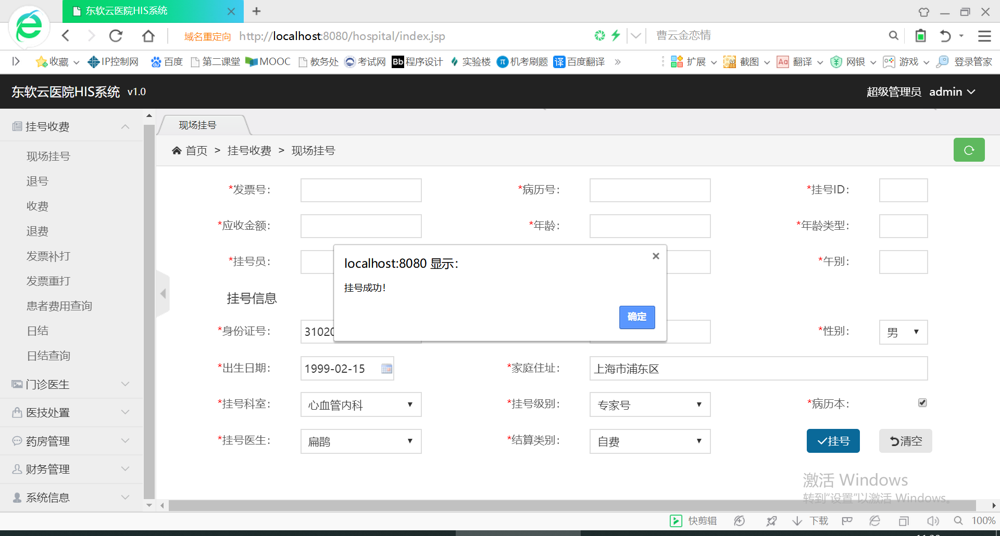 东软云医院HIS系统
域名重定向 http://localhost:8080/hospital/index.jsp 曹云金恋情
收藏 IP控制网 百度 第二课堂 MOOC 教务处 考试网 Bb 程序设计 实验楼 π 机考刷题 译 百度翻译 » 扩展 截图 Aa 翻译 网银 游戏 登录管家
东软云医院HIS系统 v1.0 超级管理员 admin
挂号收费
现场挂号
退号
收费
退费
发票补打
发票重打
患者费用查询
日结
日结查询
门诊医生
医技处置
药房管理
财务管理
系统信息
现场挂号
首页 > 挂号收费 > 现场挂号
*发票号： *病历号： *挂号ID：
*应收金额： *年龄： *年龄类型：
*挂号员： *午别：
localhost:8080 显示：
挂号成功！
确定
挂号信息
*身份证号： 3102 *性别： 男
*出生日期： 1999-02-15 *家庭住址： 上海市浦东区
*挂号科室： 心血管内科 *挂号级别： 专家号 *病历本：
*挂号医生： 扁鹊 *结算类别： 自费 挂号 清空
激活 Windows
转到"设置"以激活 Windows。
快剪辑 下载 100%